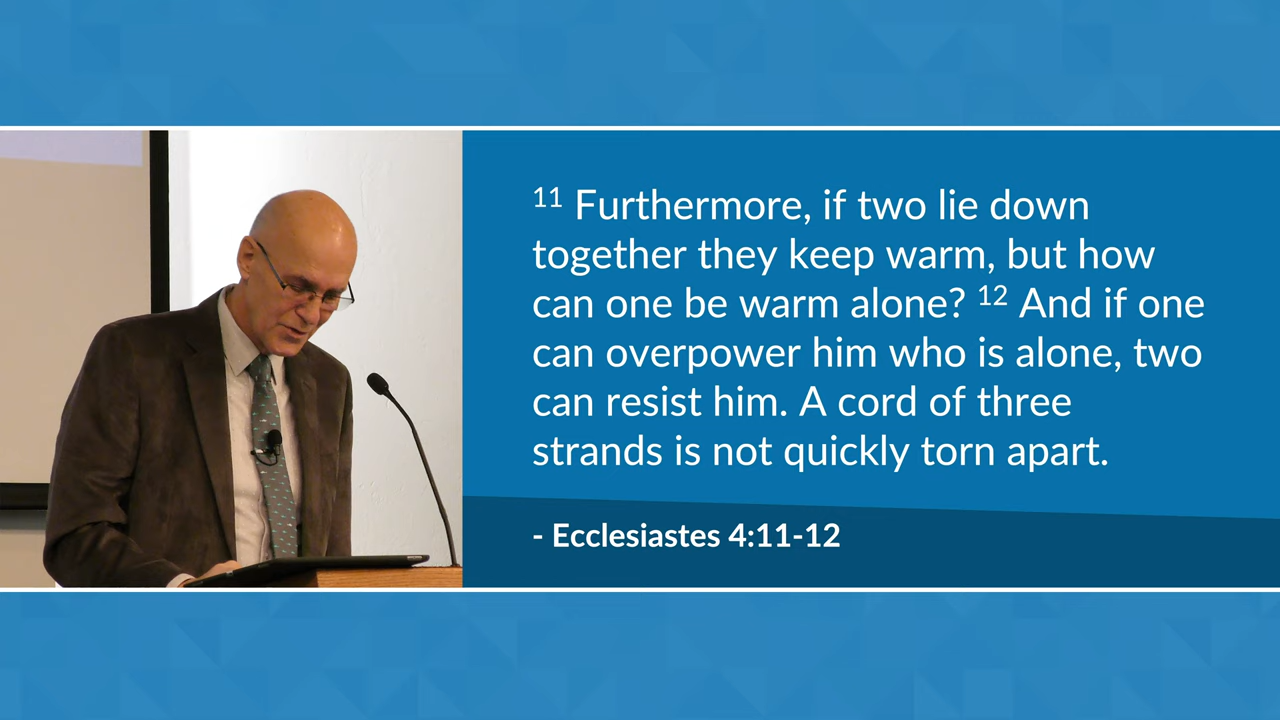 ¹¹ Furthermore, if two lie down
together they keep warm, but how
can one be warm alone? ¹² And if one
can overpower him who is alone, two
can resist him. A cord of three
strands is not quickly torn apart.
- Ecclesiastes 4:11-12